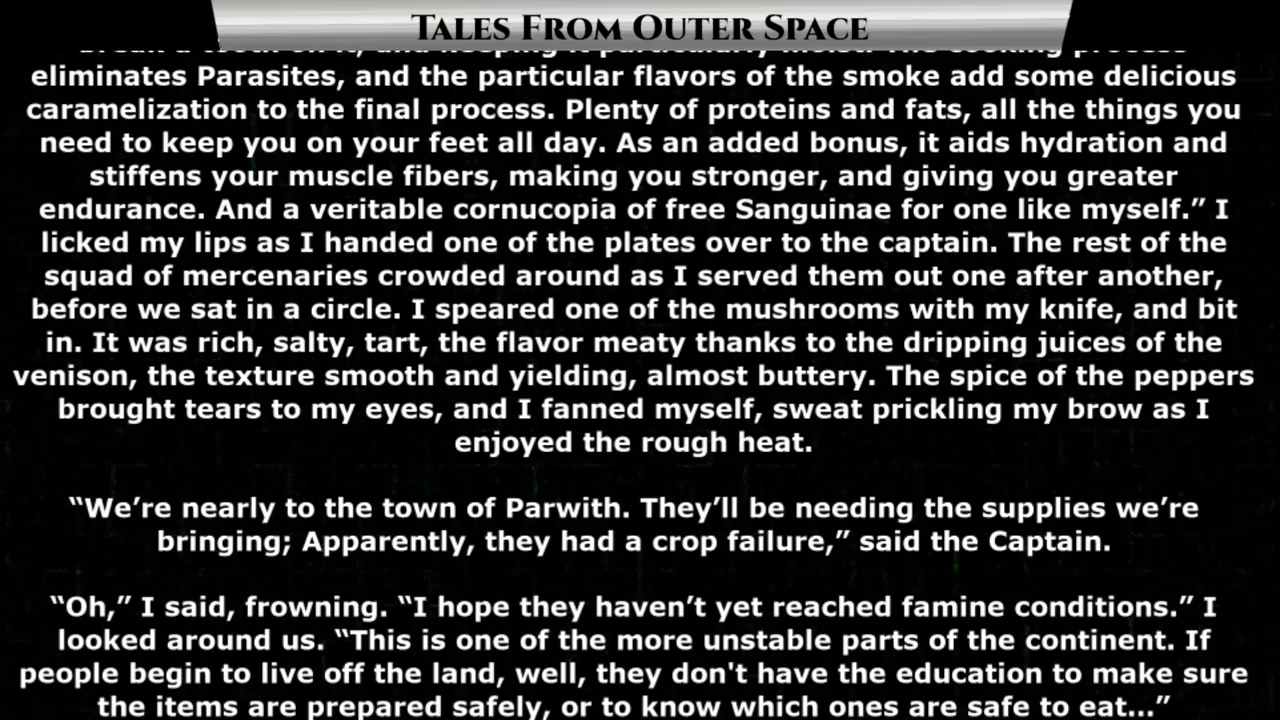 Tales From Outer Space
eliminates Parasites, and the particular flavors of the smoke add some delicious
caramelization to the final process. Plenty of proteins and fats, all the things you
need to keep you on your feet all day. As an added bonus, it aids hydration and
stiffens your muscle fibers, making you stronger, and giving you greater
endurance. And a veritable cornucopia of free Sanguinae for one like myself.” I
licked my lips as I handed one of the plates over to the captain. The rest of the
squad of mercenaries crowded around as I served them out one after another,
before we sat in a circle. I speared one of the mushrooms with my knife, and bit
in. It was rich, salty, tart, the flavor meaty thanks to the dripping juices of the
venison, the texture smooth and yielding, almost buttery. The spice of the peppers
brought tears to my eyes, and I fanned myself, sweat prickling my brow as I
enjoyed the rough heat.
“We’re nearly to the town of Parwith. They’ll be needing the supplies we’re
bringing; Apparently, they had a crop failure,” said the Captain.
“Oh,” I said, frowning. “I hope they haven’t yet reached famine conditions.” I
looked around us. “This is one of the more unstable parts of the continent. If
people begin to live off the land, well, they don't have the education to make sure
the items are prepared safely, or to know which ones are safe to eat...”